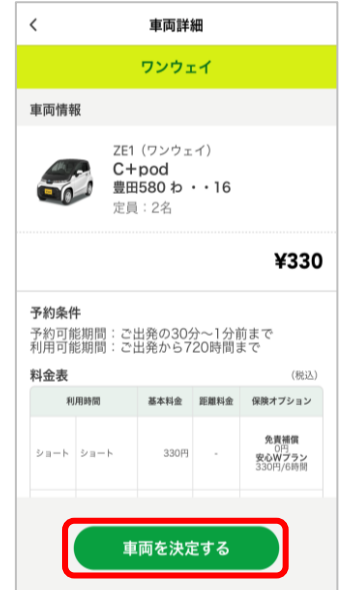 車両詳細
ワンウェイ
車両情報
ZE1（ワンウェイ）
C+pod
豊田580 わ ・・16
定員：2名
¥330
予約条件
予約可能期間：ご出発の30分〜1分前まで
利用可能期間：ご出発から720時間まで
料金表 （税込）
利用時間 基本料金 距離料金 保険オプション
ショート ショート 330円 - 免責補償
0円
安心Wプラン
330円/6時間
車両を決定する